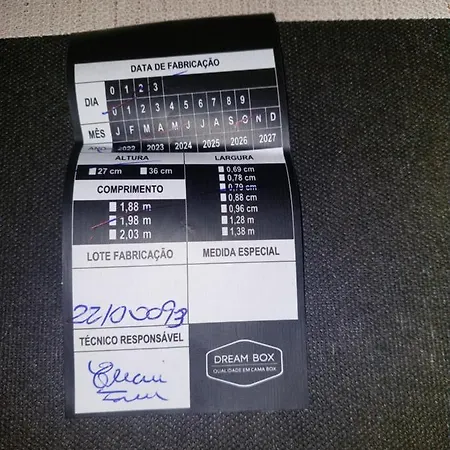 DATA DE FABRICAÇÃO
DIA
0 1 2 3
0 1 2 3 4 5 6 7 8 9
MÊS J F M A M J J A S O N D
ANO 2022 2023 2024 2025 2026 2027
ALTURA
27 cm 36 cm
LARGURA
0,69 cm
0,78 cm
0,79 cm
0,88 cm
0,96 cm
1,28 m
1,38 m
COMPRIMENTO
1,88 m
1,98 m
2,03 m
LOTE FABRICAÇÃO
MEDIDA ESPECIAL
TÉCNICO RESPONSÁVEL
DREAM BOX
QUALIDADE EM CAMA BOX